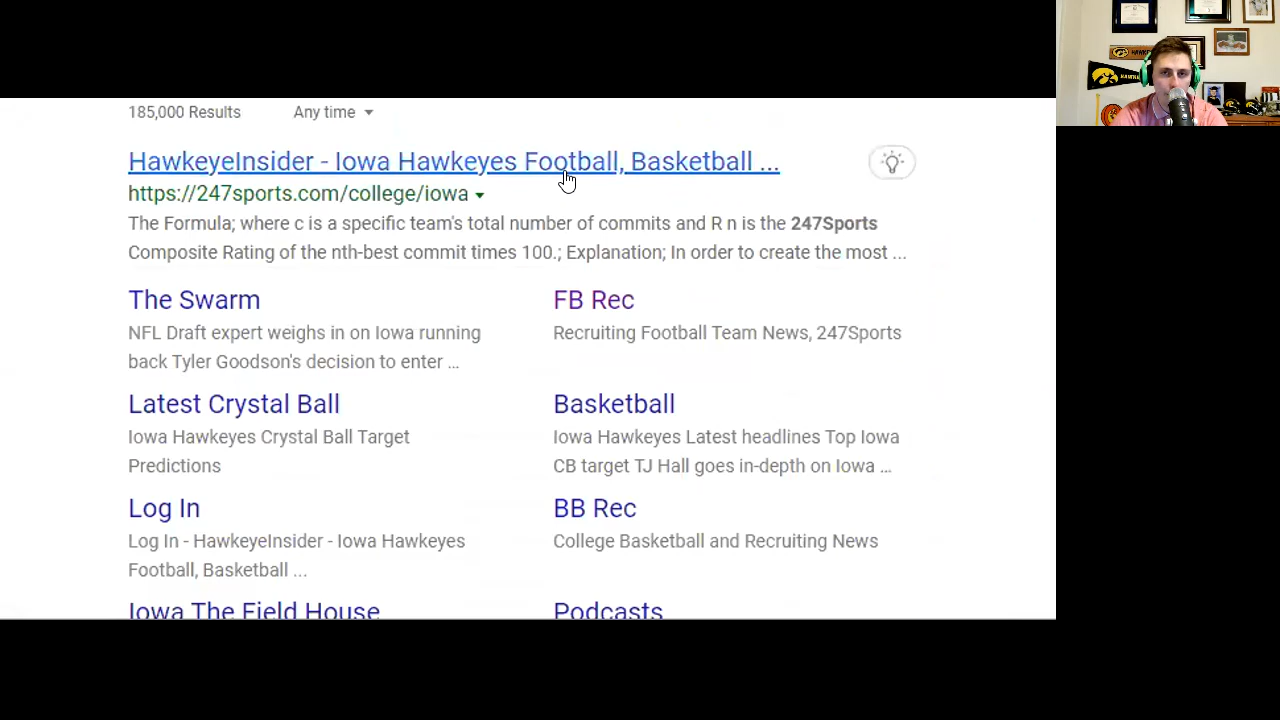 185,000 Results Any time
HawkeyeInsider - Iowa Hawkeyes Football, Basketball ...
https://247sports.com/college/iowa
The Formula; where c is a specific team's total number of commits and R n is the 247Sports
Composite Rating of the nth-best commit times 100.; Explanation; In order to create the most ...
The Swarm
NFL Draft expert weighs in on Iowa running
back Tyler Goodson's decision to enter ...
FB Rec
Recruiting Football Team News, 247Sports
Latest Crystal Ball
Iowa Hawkeyes Crystal Ball Target
Predictions
Basketball
Iowa Hawkeyes Latest headlines Top Iowa
CB target TJ Hall goes in-depth on Iowa ...
Log In
Log In - HawkeyeInsider - Iowa Hawkeyes
Football, Basketball ...
BB Rec
College Basketball and Recruiting News
Iowa The Field House
Podcasts